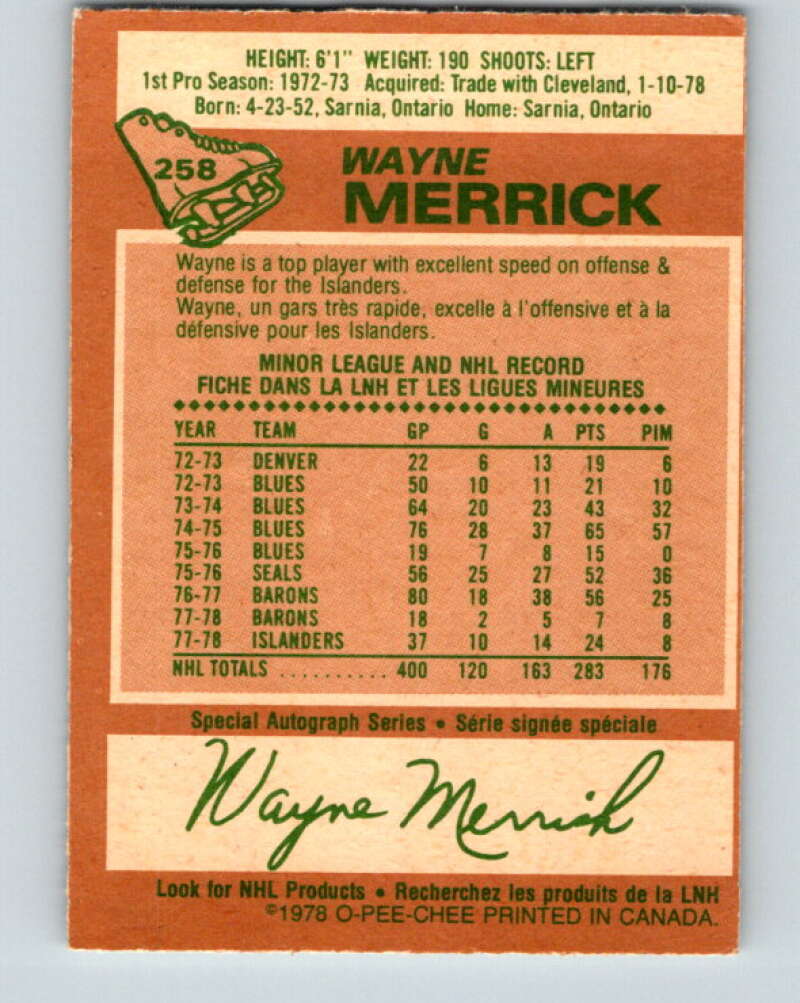 HEIGHT: 6'1" WEIGHT: 190 SHOOTS: LEFT
1st Pro Season: 1972-73 Acquired: Trade with Cleveland, 1-10-78
Born: 4-23-52, Sarnia, Ontario Home: Sarnia, Ontario
258
WAYNE
MERRICK
Wayne is a top player with excellent speed on offense &
defense for the Islanders.
Wayne, un gars très rapide, excelle à l'offensive et à la
défensive pour les Islanders.
MINOR LEAGUE AND NHL RECORD
FICHE DANS LA LNH ET LES LIGUES MINEURES
YEAR TEAM GP G A PTS PIM
72-73 DENVER 22 6 13 19 6
72-73 BLUES 50 10 11 21 10
73-74 BLUES 64 20 23 43 32
74-75 BLUES 76 28 37 65 57
75-76 BLUES 19 7 8 15 0
75-76 SEALS 56 25 27 52 36
76-77 BARONS 80 18 38 56 25
77-78 BARONS 18 2 5 7 8
77-78 ISLANDERS 37 10 14 24 8
NHL TOTALS .......... 400 120 163 283 176
Special Autograph Series • Série signée spéciale
Wayne Merrick
Look for NHL Products • Recherchez les produits de la LNH
©1978 O-PEE-CHEE PRINTED IN CANADA.